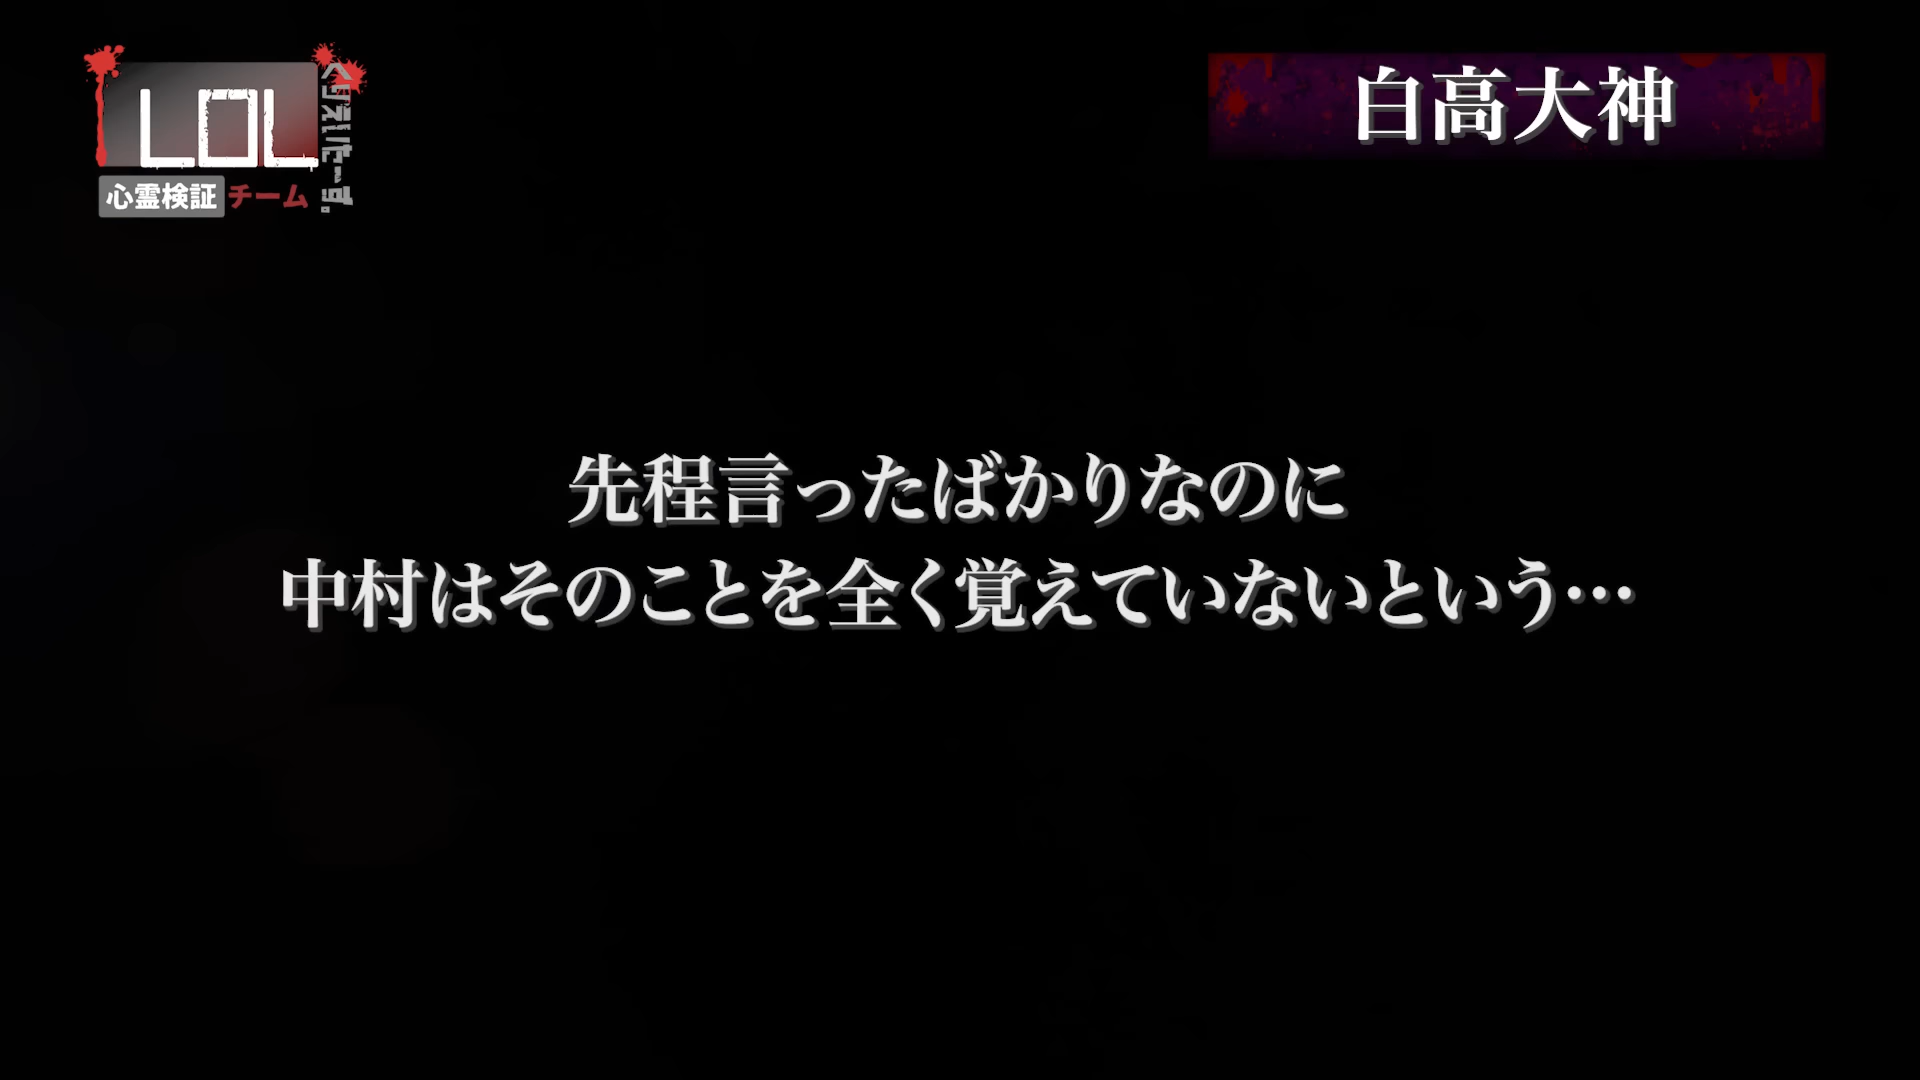 LOL
心霊検証チーム
白高大神
先程言ったばかりなのに
中村はそのことを全く覚えていないという…